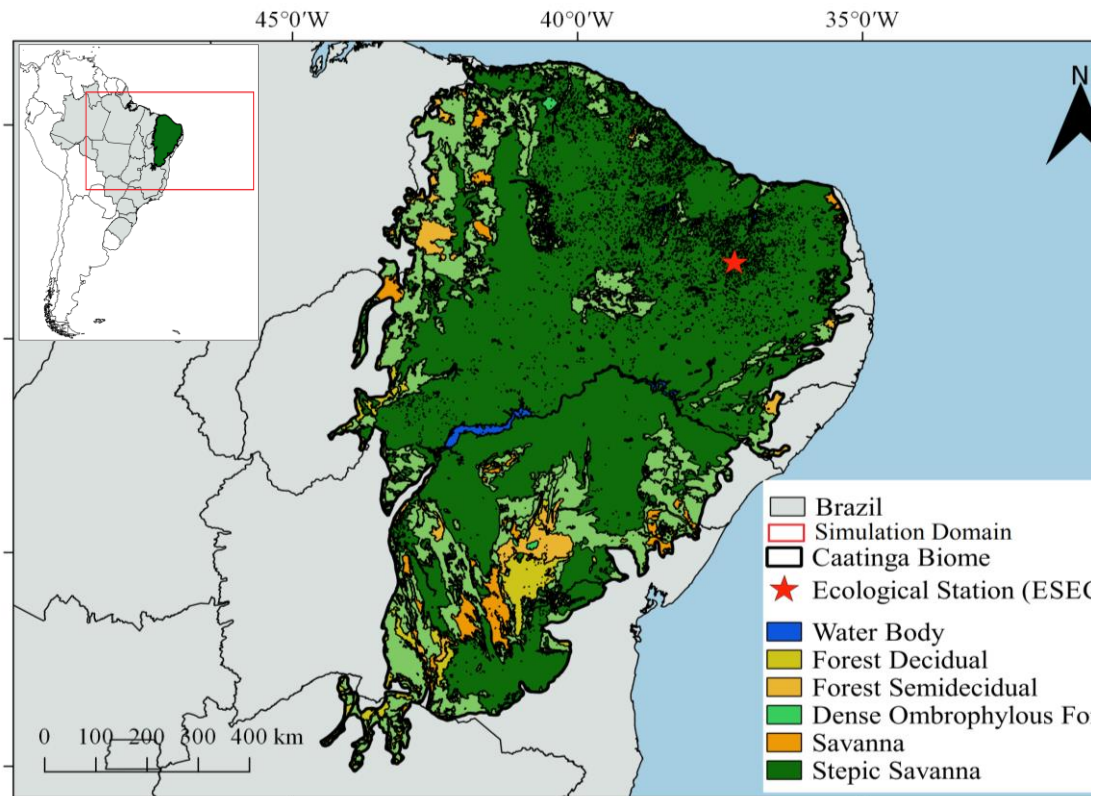 45°0'W 40°0'W 35°0'W
N
Brazil
Simulation Domain
Caatinga Biome
Ecological Station (ESEC
Water Body
Forest Decidual
Forest Semidecidual
Dense Ombrophylous Fo
Savanna
Stepic Savanna
0 100 200 300 400 km